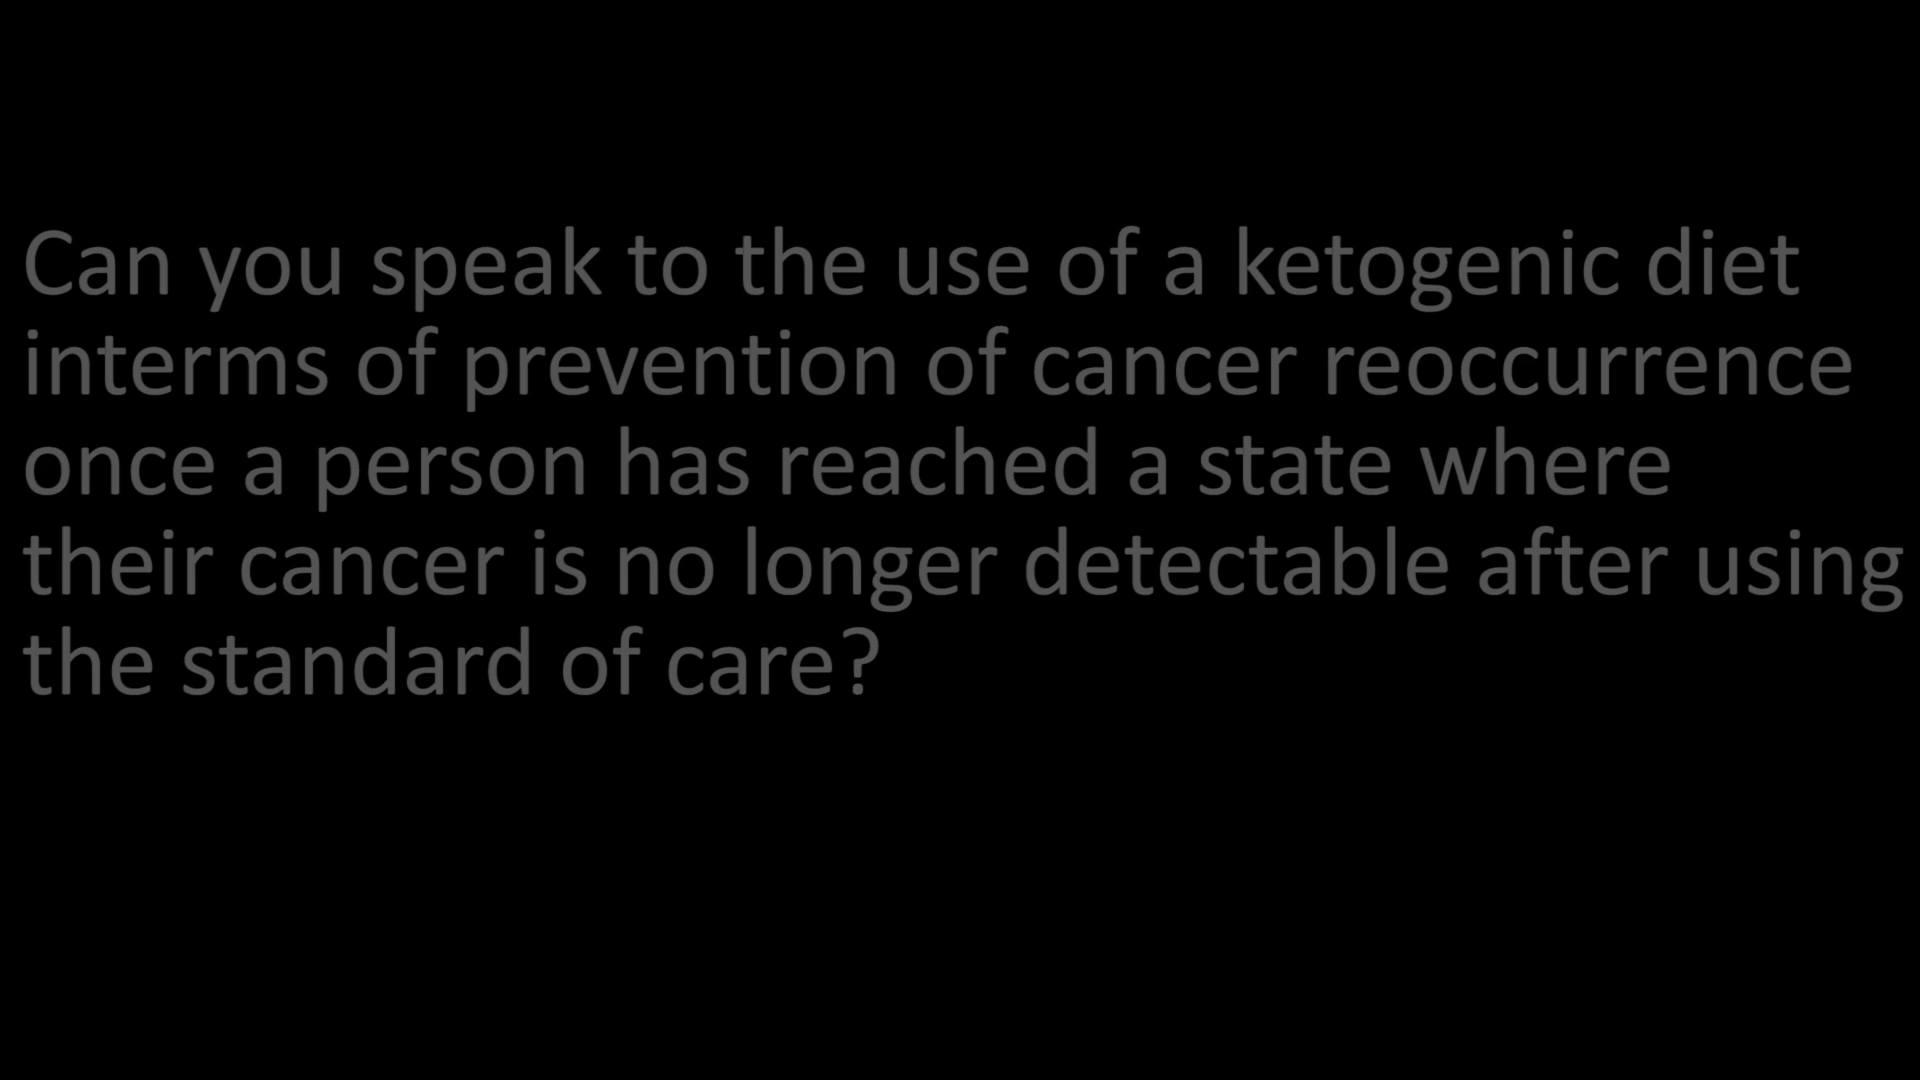 Can you speak to the use of a ketogenic diet
interms of prevention of cancer reoccurrence
once a person has reached a state where
their cancer is no longer detectable after using
the standard of care?